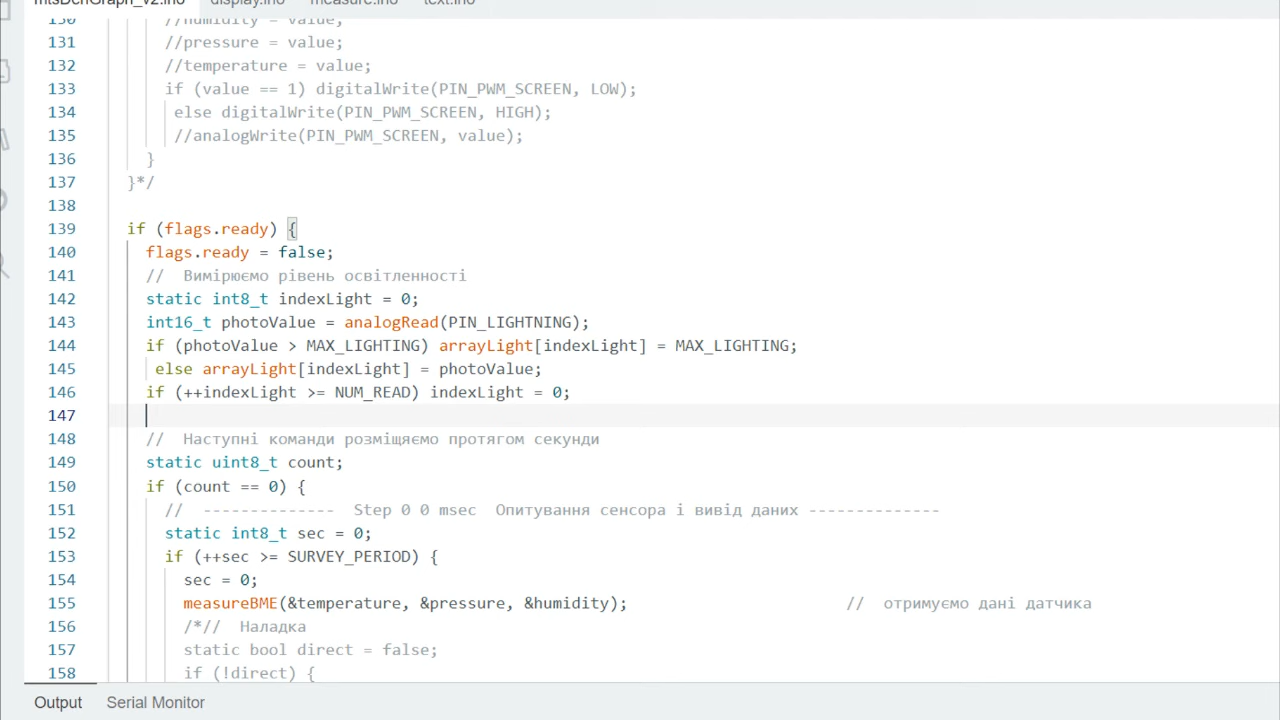 mtsBenGraph_v2.ino display.ino measure.ino text.ino
130 //humidity = value;
131 //pressure = value;
132 //temperature = value;
133 if (value == 1) digitalWrite(PIN_PWM_SCREEN, LOW);
134 else digitalWrite(PIN_PWM_SCREEN, HIGH);
135 //analogWrite(PIN_PWM_SCREEN, value);
136 }
137 }*/
138
139 if (flags.ready) {
140 flags.ready = false;
141 // Вимірюємо рівень освітленності
142 static int8_t indexLight = 0;
143 int16_t photoValue = analogRead(PIN_LIGHTNING);
144 if (photoValue > MAX_LIGHTING) arrayLight[indexLight] = MAX_LIGHTING;
145 else arrayLight[indexLight] = photoValue;
146 if (++indexLight >= NUM_READ) indexLight = 0;
147
148 // Наступні команди розміщяємо протягом секунди
149 static uint8_t count;
150 if (count == 0) {
151 // -------------- Step 0 0 msec Опитування сенсора і вивід даних --------------
152 static int8_t sec = 0;
153 if (++sec >= SURVEY_PERIOD) {
154 sec = 0;
155 measureBME(&temperature, &pressure, &humidity); // отримуємо дані датчика
156 /*// Наладка
157 static bool direct = false;
158 if (!direct) {
Output Serial Monitor